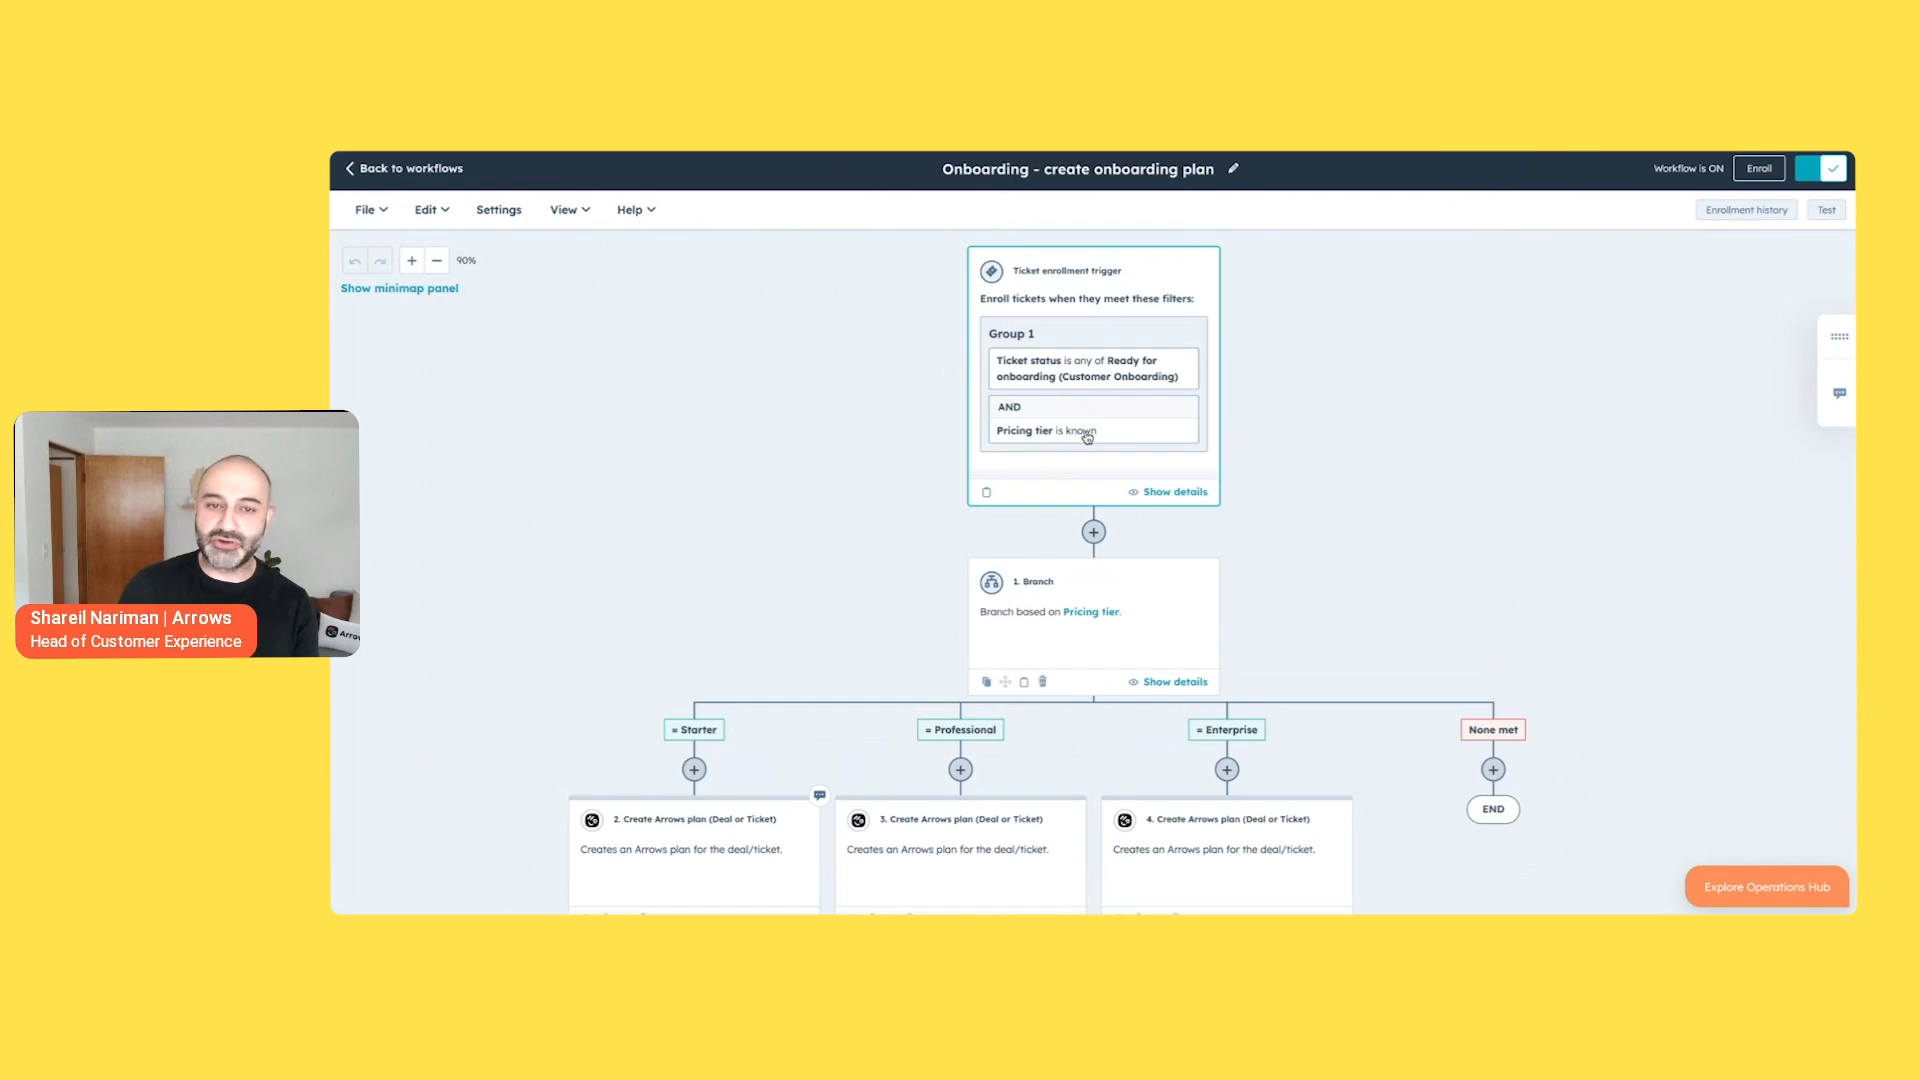 Back to workflows
Onboarding - create onboarding plan
Workflow is ON
Enroll
File
Edit
Settings
View
Help
Enrollment history
Test
90%
Show minimap panel
Ticket enrollment trigger
Enroll tickets when they meet these filters:
Group 1
Ticket status is any of Ready for
onboarding (Customer Onboarding)
AND
Pricing tier is known
Show details
1. Branch
Branch based on Pricing tier.
Show details
= Starter
= Professional
= Enterprise
None met
2. Create Arrows plan (Deal or Ticket)
Creates an Arrows plan for the deal/ticket.
3. Create Arrows plan (Deal or Ticket)
Creates an Arrows plan for the deal/ticket.
4. Create Arrows plan (Deal or Ticket)
Creates an Arrows plan for the deal/ticket.
END
Explore Operations Hub
Shareil Nariman | Arrows
Head of Customer Experience